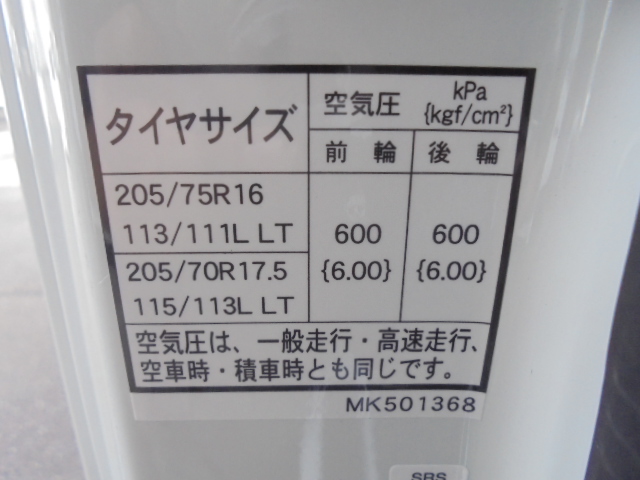 タイヤサイズ
空気圧 kPa
{kgf/cm²}
前輪 後輪
205/75R16
113/111L LT 600 600
205/70R17.5 {6.00} {6.00}
115/113L LT
空気圧は、一般走行・高速走行、
空車時・積車時とも同じです。
MK501368
SRS